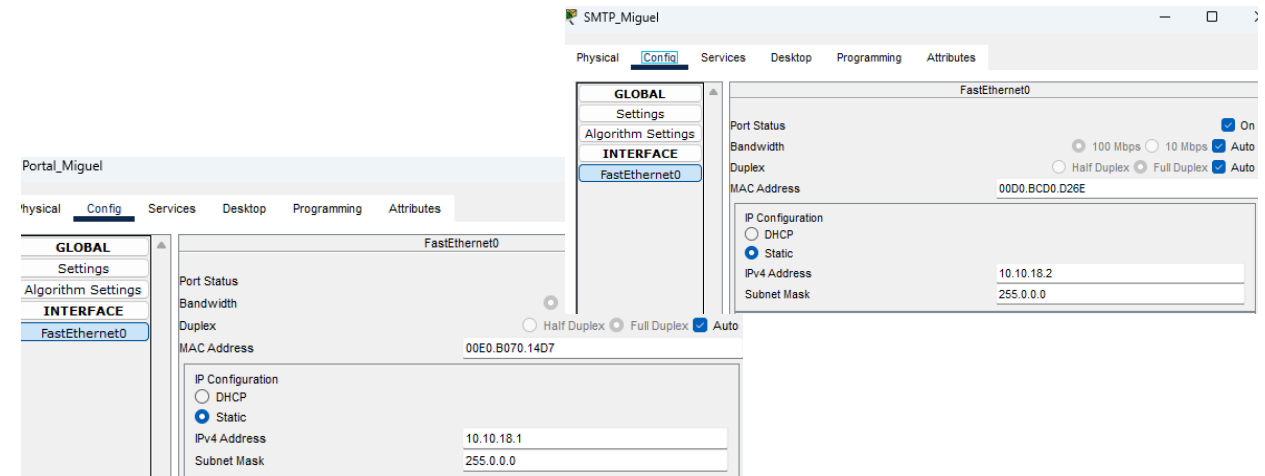 SMTP_Miguel
Physical Config Services Desktop Programming Attributes
GLOBAL
Settings
Algorithm Settings
INTERFACE
FastEthernet0
FastEthernet0
Port Status On
Bandwidth 100 Mbps 10 Mbps Auto
Duplex Half Duplex Full Duplex Auto
MAC Address 00D0.BCD0.D26E
IP Configuration
DHCP
Static
IPv4 Address 10.10.18.2
Subnet Mask 255.0.0.0
Portal_Miguel
Physical Config Services Desktop Programming Attributes
GLOBAL
Settings
Algorithm Settings
INTERFACE
FastEthernet0
FastEthernet0
Port Status
Bandwidth
Duplex Half Duplex Full Duplex Auto
MAC Address 00E0.B070.14D7
IP Configuration
DHCP
Static
IPv4 Address 10.10.18.1
Subnet Mask 255.0.0.0